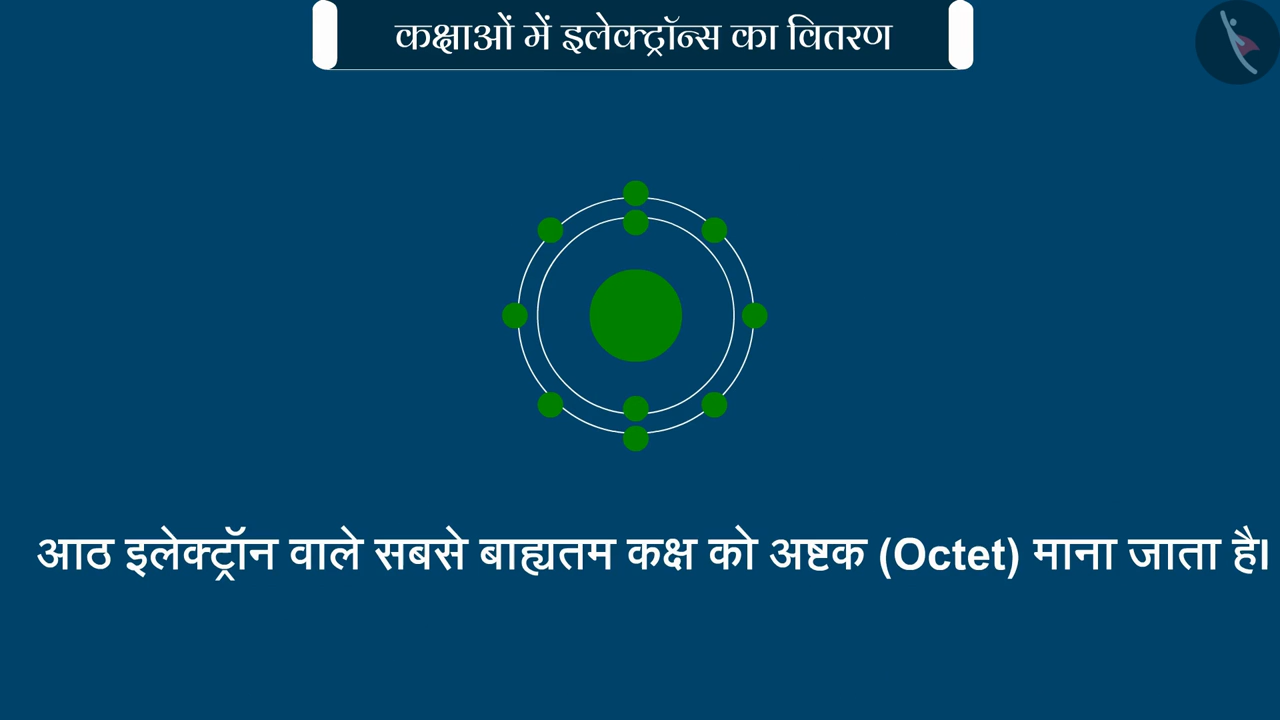 कक्षाओं में इलेक्ट्रॉन्स का वितरण
आठ इलेक्ट्रॉन वाले सबसे बाह्यतम कक्ष को अष्टक (Octet) माना जाता है।